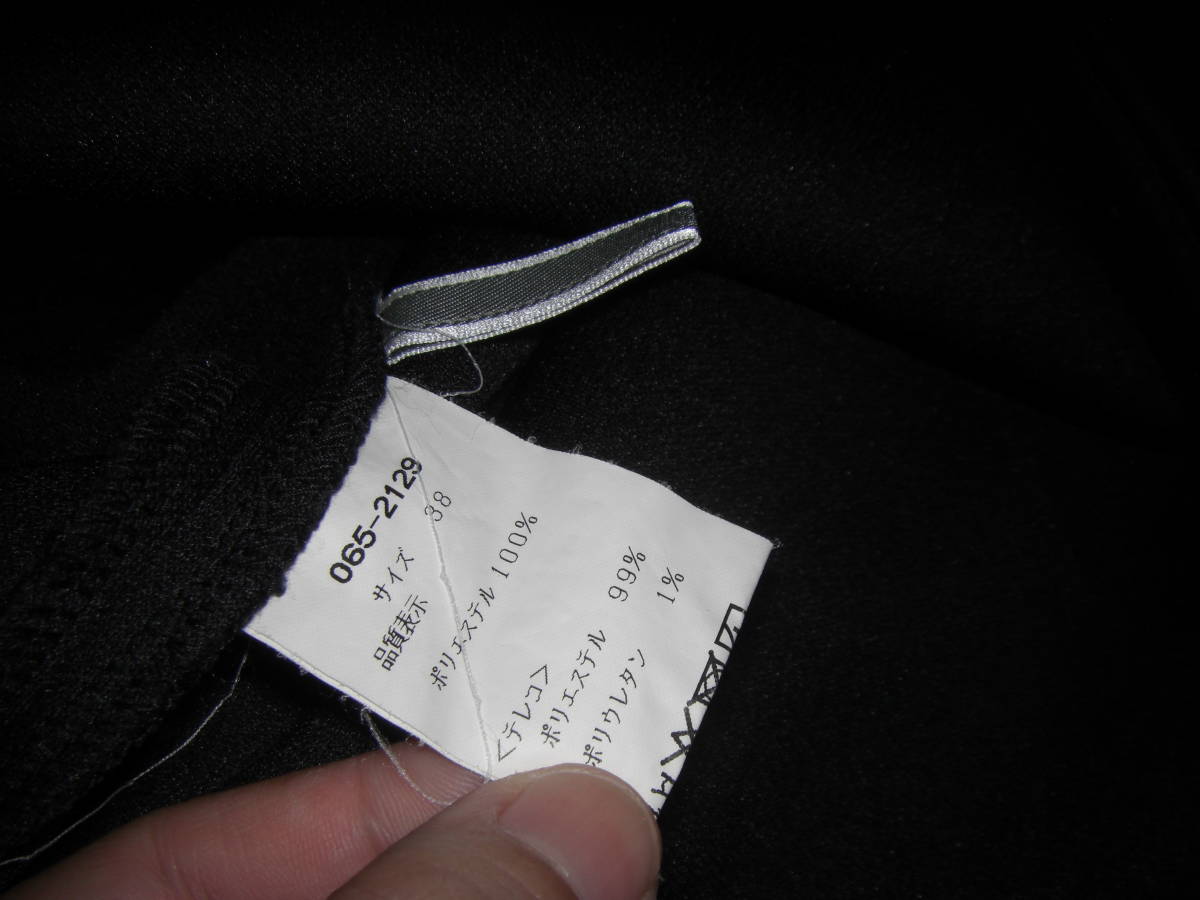 065-2129
サイズ 38
品質表示
ポリエステル 100%
<テレコ>
ポリエステル 99%
ポリウレタン 1%